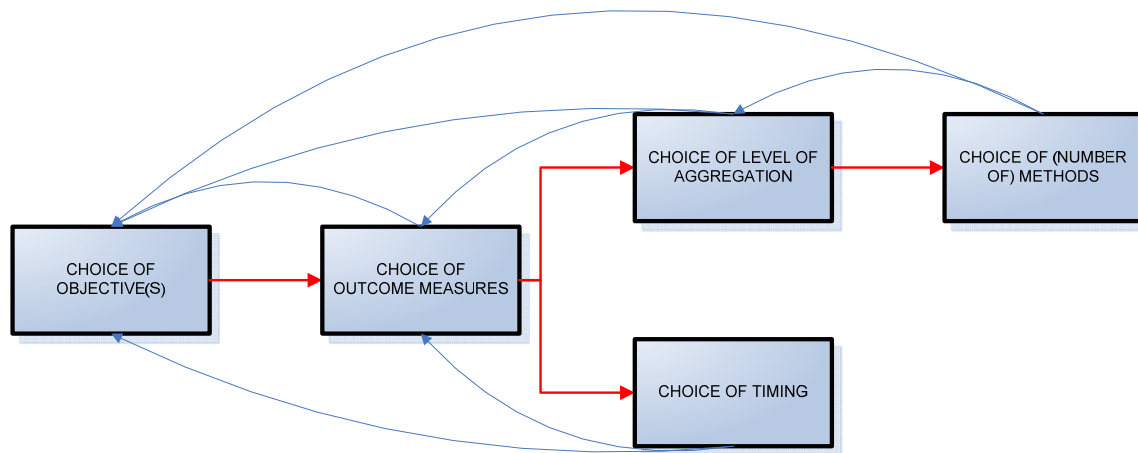 CHOICE OF
OBJECTIVE(S)
CHOICE OF
OUTCOME MEASURES
CHOICE OF LEVEL OF
AGGREGATION
CHOICE OF (NUMBER
OF) METHODS
CHOICE OF TIMING